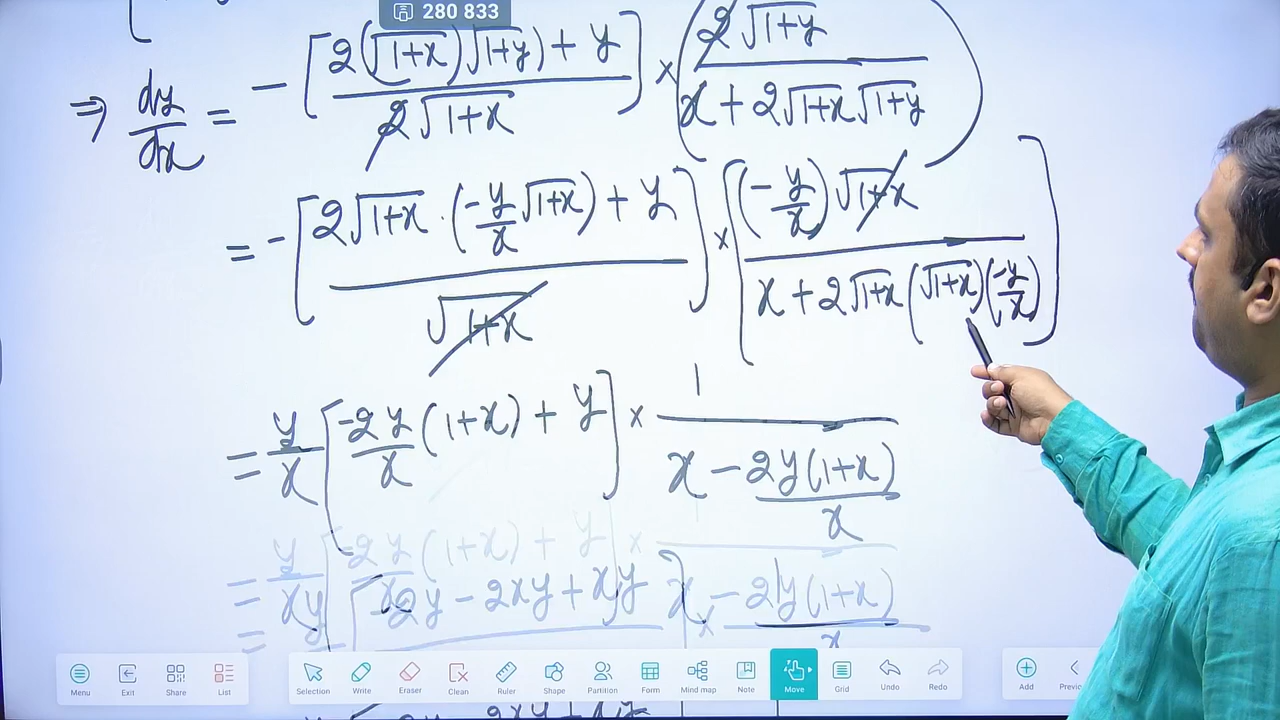 280 833
⇒ dy/dx = -[(2(√1+x)√1+y) + y)/(2√1+x)] × (2√1+y/(x + 2√1+x√1+y))
= -[(2√1+x · (-y/x √1+x) + y)/√1+x] × [(-y/x)√1+x/(x + 2√1+x(√1+x)(-y/x))]
= y/x [-2y/x (1+x) + y] × 1/(x - 2y(1+x)/x)
= y/x [-2y/x (1+x) + y] × x - 2y(1+x)/x
-2y - 2xy + xy
Menu Exit Share List Selection Write Eraser Clean Ruler Shape Partition Form Mind map Note Move Grid Undo Redo Add